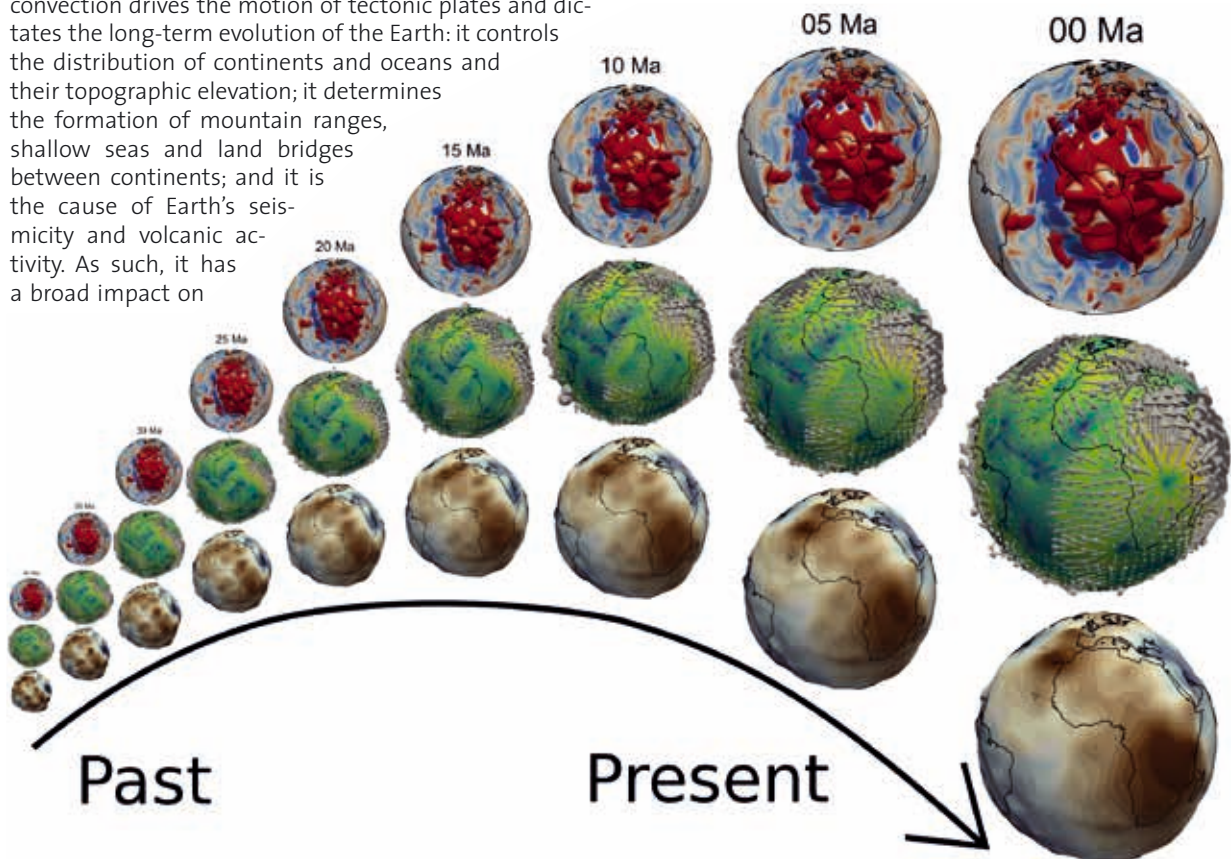 convection drives the motion of tectonic plates and dic-
tates the long-term evolution of the Earth: it controls
the distribution of continents and oceans and
their topographic elevation; it determines
the formation of mountain ranges,
shallow seas and land bridges
between continents; and it is
the cause of Earth’s seis-
micity and volcanic ac-
tivity. As such, it has
a broad impact on
00 Ma
05 Ma
10 Ma
15 Ma
20 Ma
25 Ma
Past
Present